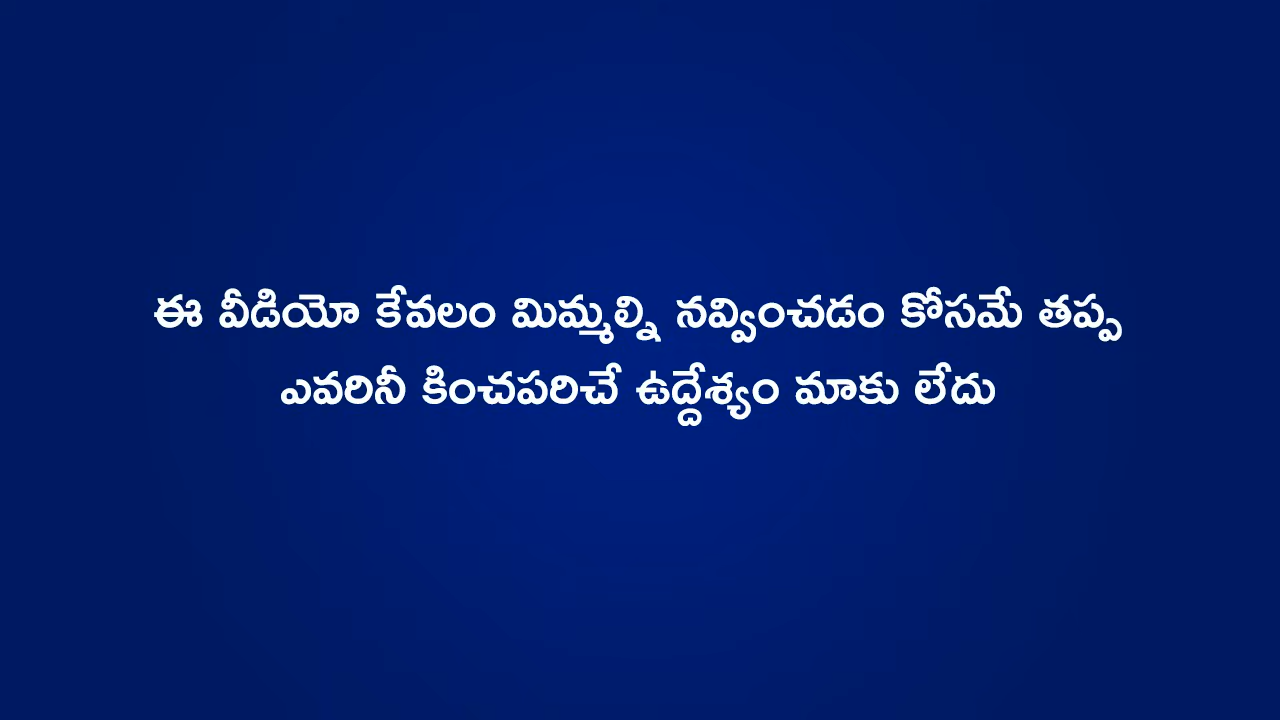 ఈ వీడియో కేవలం మిమ్మల్ని నవ్వించడం కోసమే తప్ప
ఎవరినీ కించపరిచే ఉద్దేశ్యం మాకు లేదు